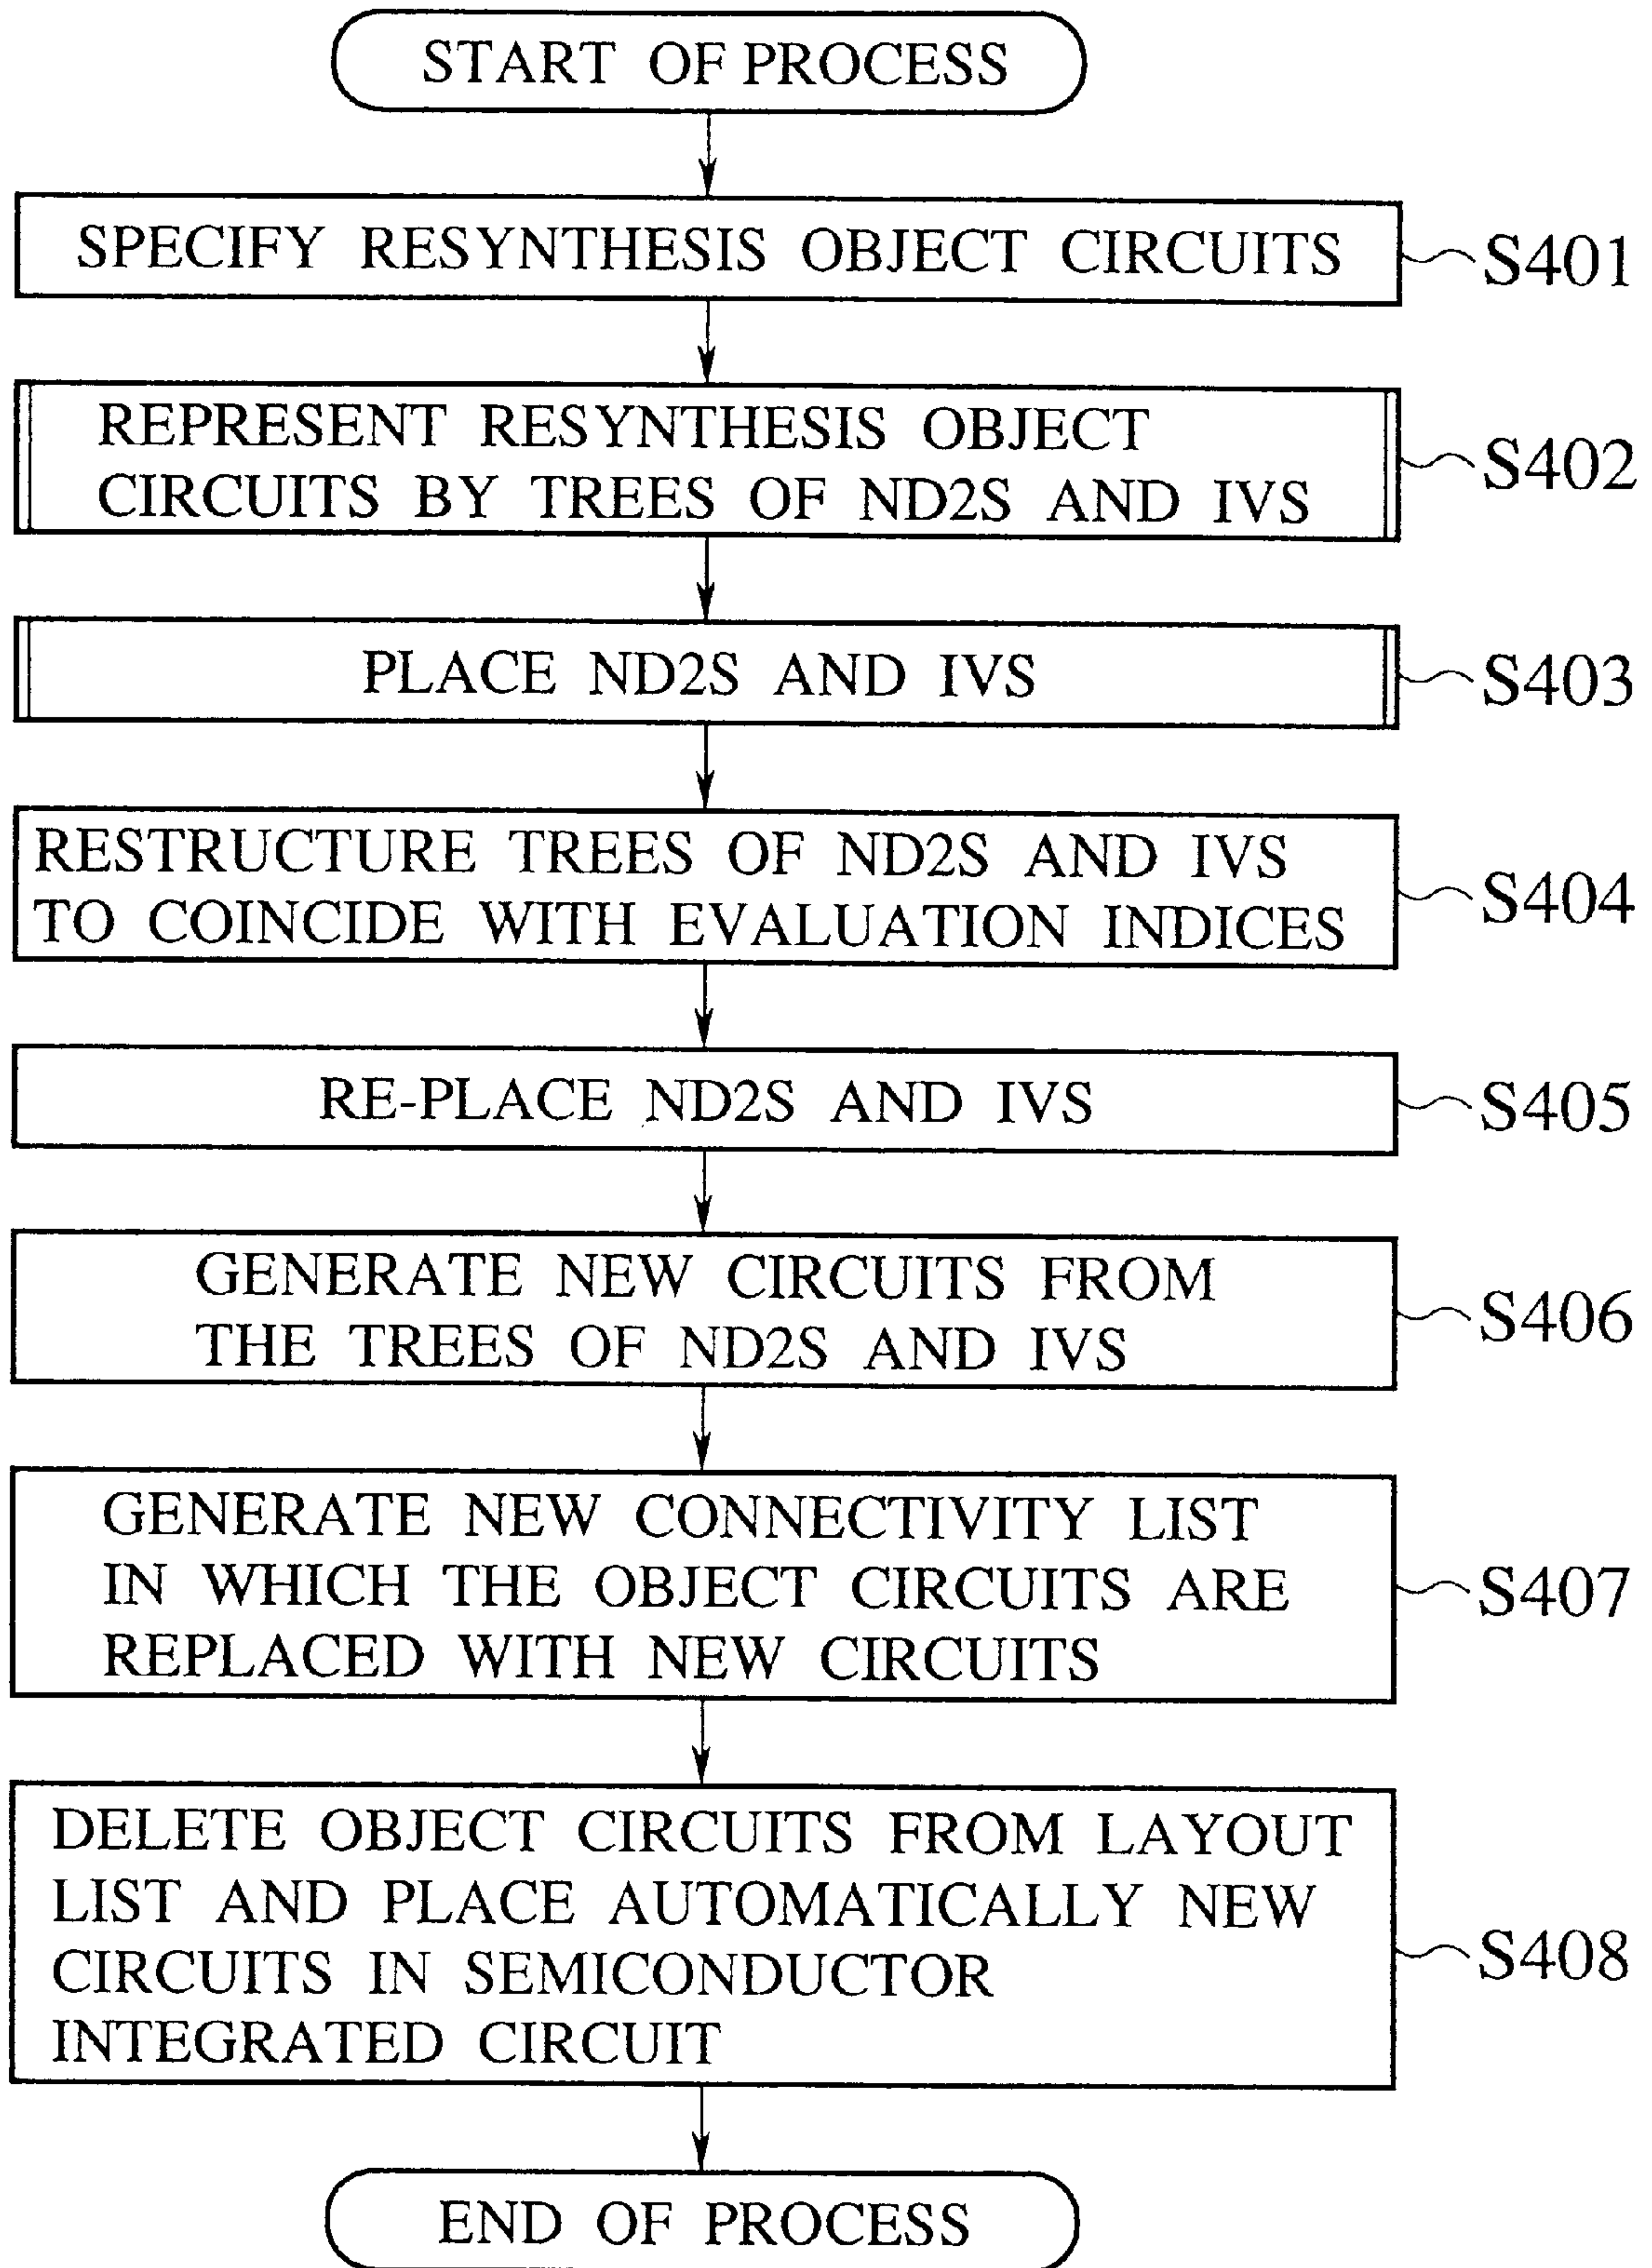 START OF PROCESS
SPECIFY RESYNTHESIS OBJECT CIRCUITS
S401
REPRESENT RESYNTHESIS OBJECT
CIRCUITS BY TREES OF ND2S AND IVS
S402
PLACE ND2S AND IVS
S403
RESTRUCTURE TREES OF ND2S AND IVS
TO COINCIDE WITH EVALUATION INDICES
S404
RE-PLACE ND2S AND IVS
S405
GENERATE NEW CIRCUITS FROM
THE TREES OF ND2S AND IVS
S406
GENERATE NEW CONNECTIVITY LIST
IN WHICH THE OBJECT CIRCUITS ARE
REPLACED WITH NEW CIRCUITS
S407
DELETE OBJECT CIRCUITS FROM LAYOUT
LIST AND PLACE AUTOMATICALLY NEW
CIRCUITS IN SEMICONDUCTOR
INTEGRATED CIRCUIT
S408
END OF PROCESS